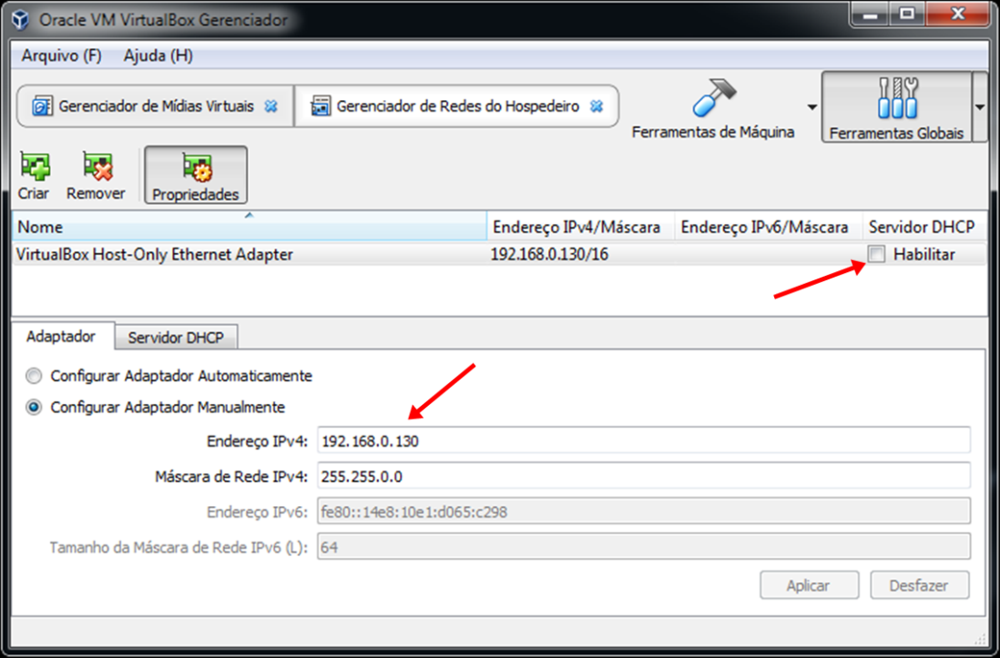 Oracle VM VirtualBox Gerenciador
Arquivo (F) Ajuda (H)
Gerenciador de Mídias Virtuais Gerenciador de Redes do Hospedeiro
Ferramentas de Máquina Ferramentas Globais
Criar Remover Propriedades
Nome Endereço IPv4/Máscara Endereço IPv6/Máscara Servidor DHCP
VirtualBox Host-Only Ethernet Adapter 192.168.0.130/16 Habilitar
Adaptador Servidor DHCP
Configurar Adaptador Automaticamente
Configurar Adaptador Manualmente
Endereço IPv4: 192.168.0.130
Máscara de Rede IPv4: 255.255.0.0
Endereço IPv6: fe80::14e8:10e1:d065:c298
Tamanho da Máscara de Rede IPv6 (L): 64
Aplicar Desfazer